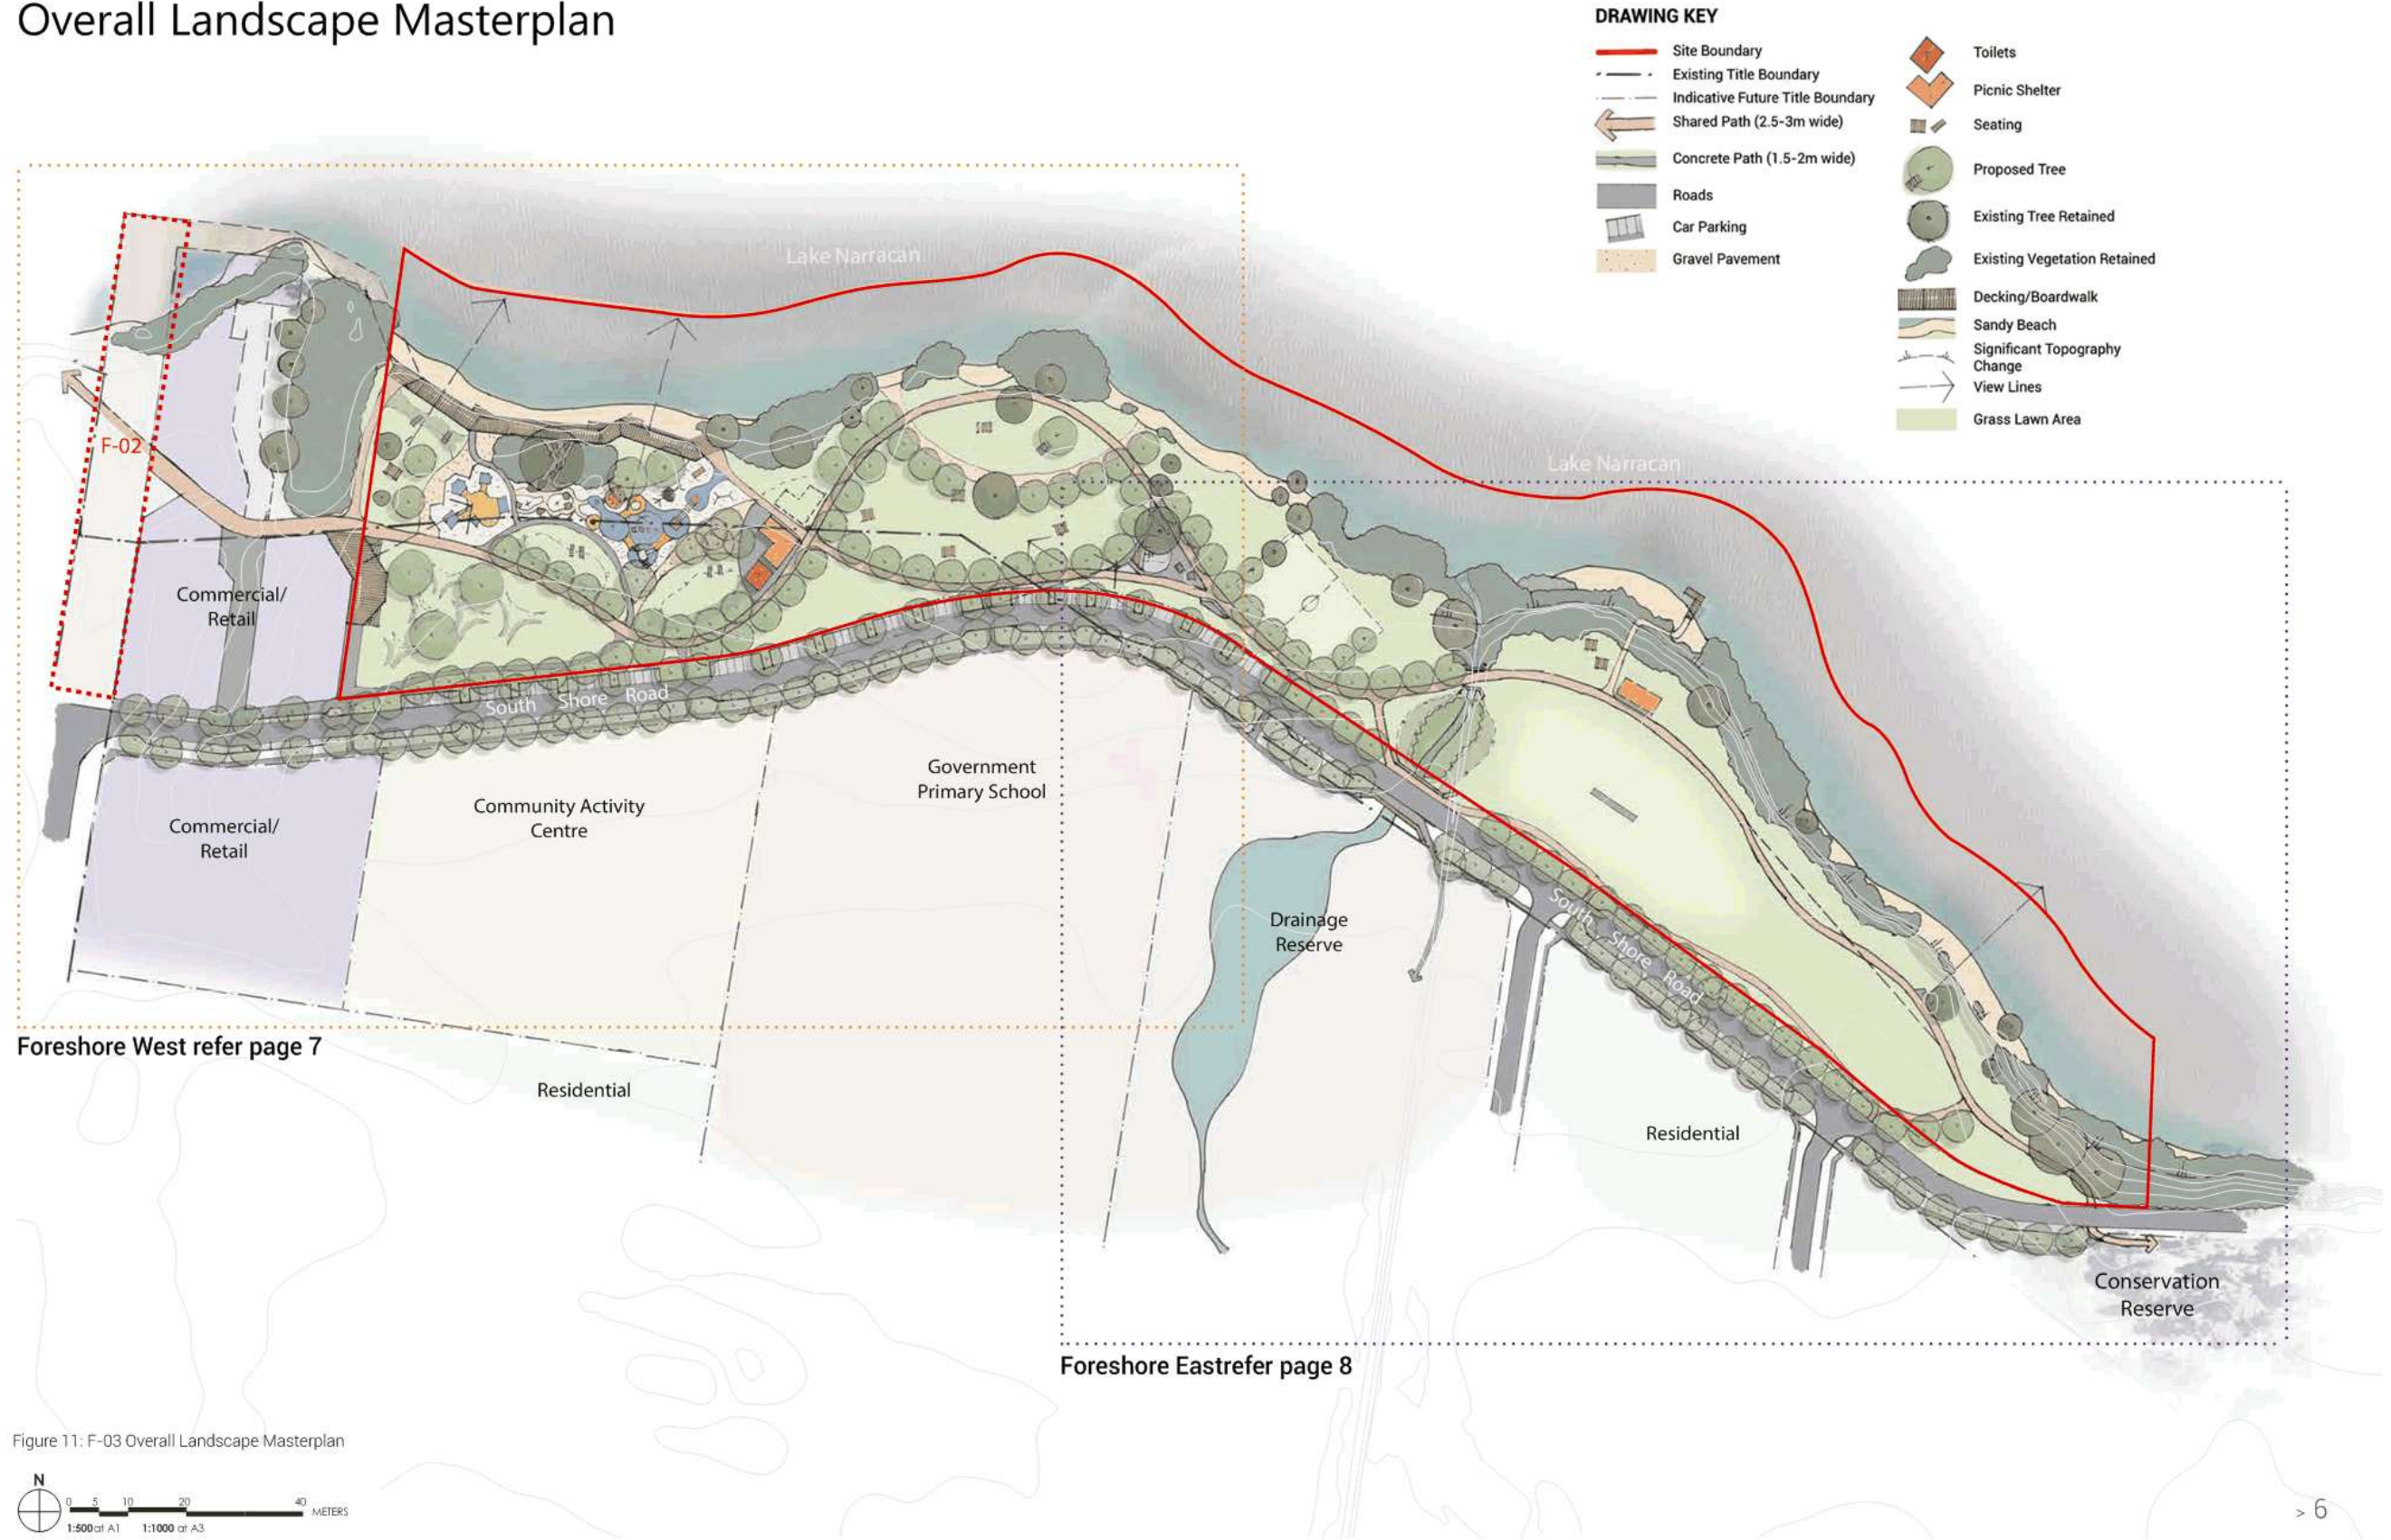 Overall Landscape Masterplan
DRAWING KEY
Site Boundary
Existing Title Boundary
Indicative Future Title Boundary
Shared Path (2.5-3m wide)
Concrete Path (1.5-2m wide)
Roads
Car Parking
Gravel Pavement
Toilets
Picnic Shelter
Seating
Proposed Tree
Existing Tree Retained
Existing Vegetation Retained
Decking/Boardwalk
Sandy Beach
Significant Topography
Change
View Lines
Grass Lawn Area
Lake Narracan
Lake Narracan
F-02
Commercial/
Retail
South Shore Road
Commercial/
Retail
Community Activity
Centre
Government
Primary School
Drainage
Reserve
South Shore Road
Foreshore West refer page 7
Residential
Residential
Conservation
Reserve
Foreshore Eastrefer page 8
Figure 11: F-03 Overall Landscape Masterplan
N
0 5 10 20 40
METERS
1:500 at A1 1:1000 at A3
> 6